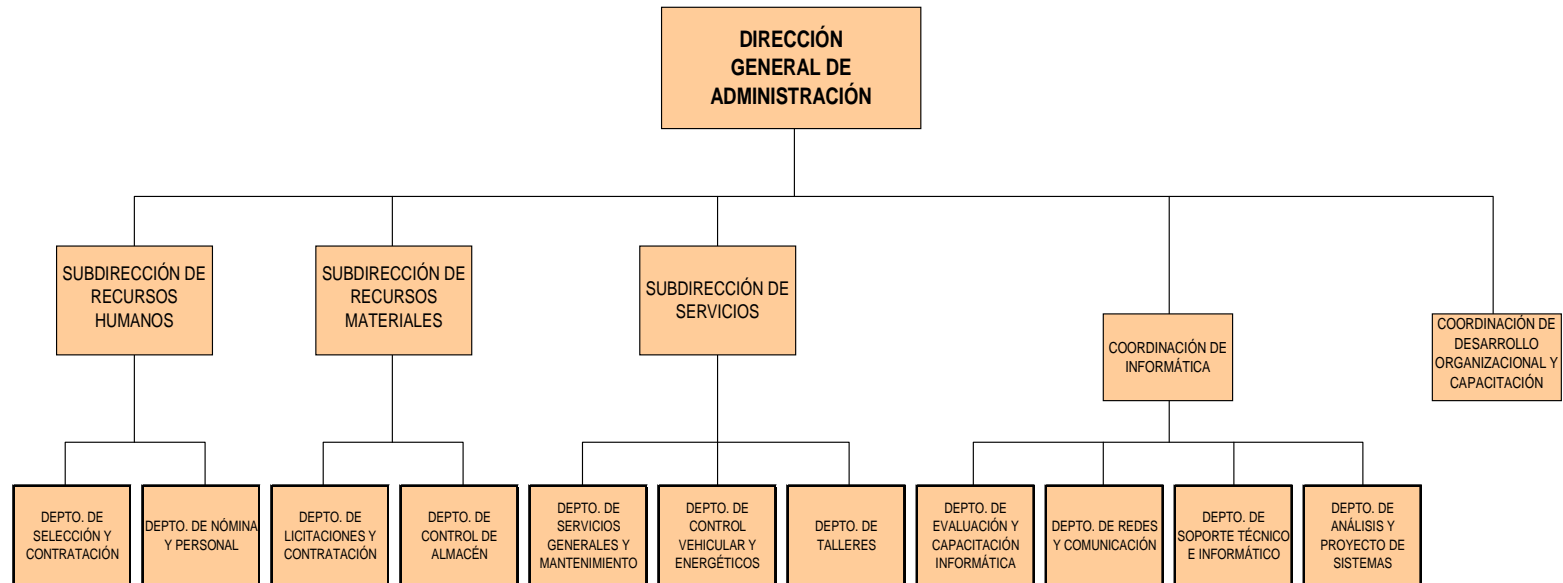 DIRECCIÓN
GENERAL DE
ADMINISTRACIÓN
SUBDIRECCIÓN DE
RECURSOS
HUMANOS
SUBDIRECCIÓN DE
RECURSOS
MATERIALES
SUBDIRECCIÓN DE
SERVICIOS
COORDINACIÓN DE
INFORMÁTICA
COORDINACIÓN DE
DESARROLLO
ORGANIZACIONAL Y
CAPACITACIÓN
DEPTO. DE
SELECCIÓN Y
CONTRATACIÓN
DEPTO. DE NÓMINA
Y PERSONAL
DEPTO. DE
LICITACIONES Y
CONTRATACIÓN
DEPTO. DE
CONTROL DE
ALMACÉN
DEPTO. DE
SERVICIOS
GENERALES Y
MANTENIMIENTO
DEPTO. DE
CONTROL
VEHICULAR Y
ENERGÉTICOS
DEPTO. DE
TALLERES
DEPTO. DE
EVALUACIÓN Y
CAPACITACIÓN
INFORMÁTICA
DEPTO. DE REDES
Y COMUNICACIÓN
DEPTO. DE
SOPORTE TÉCNICO
E INFORMÁTICO
DEPTO. DE
ANÁLISIS Y
PROYECTO DE
SISTEMAS